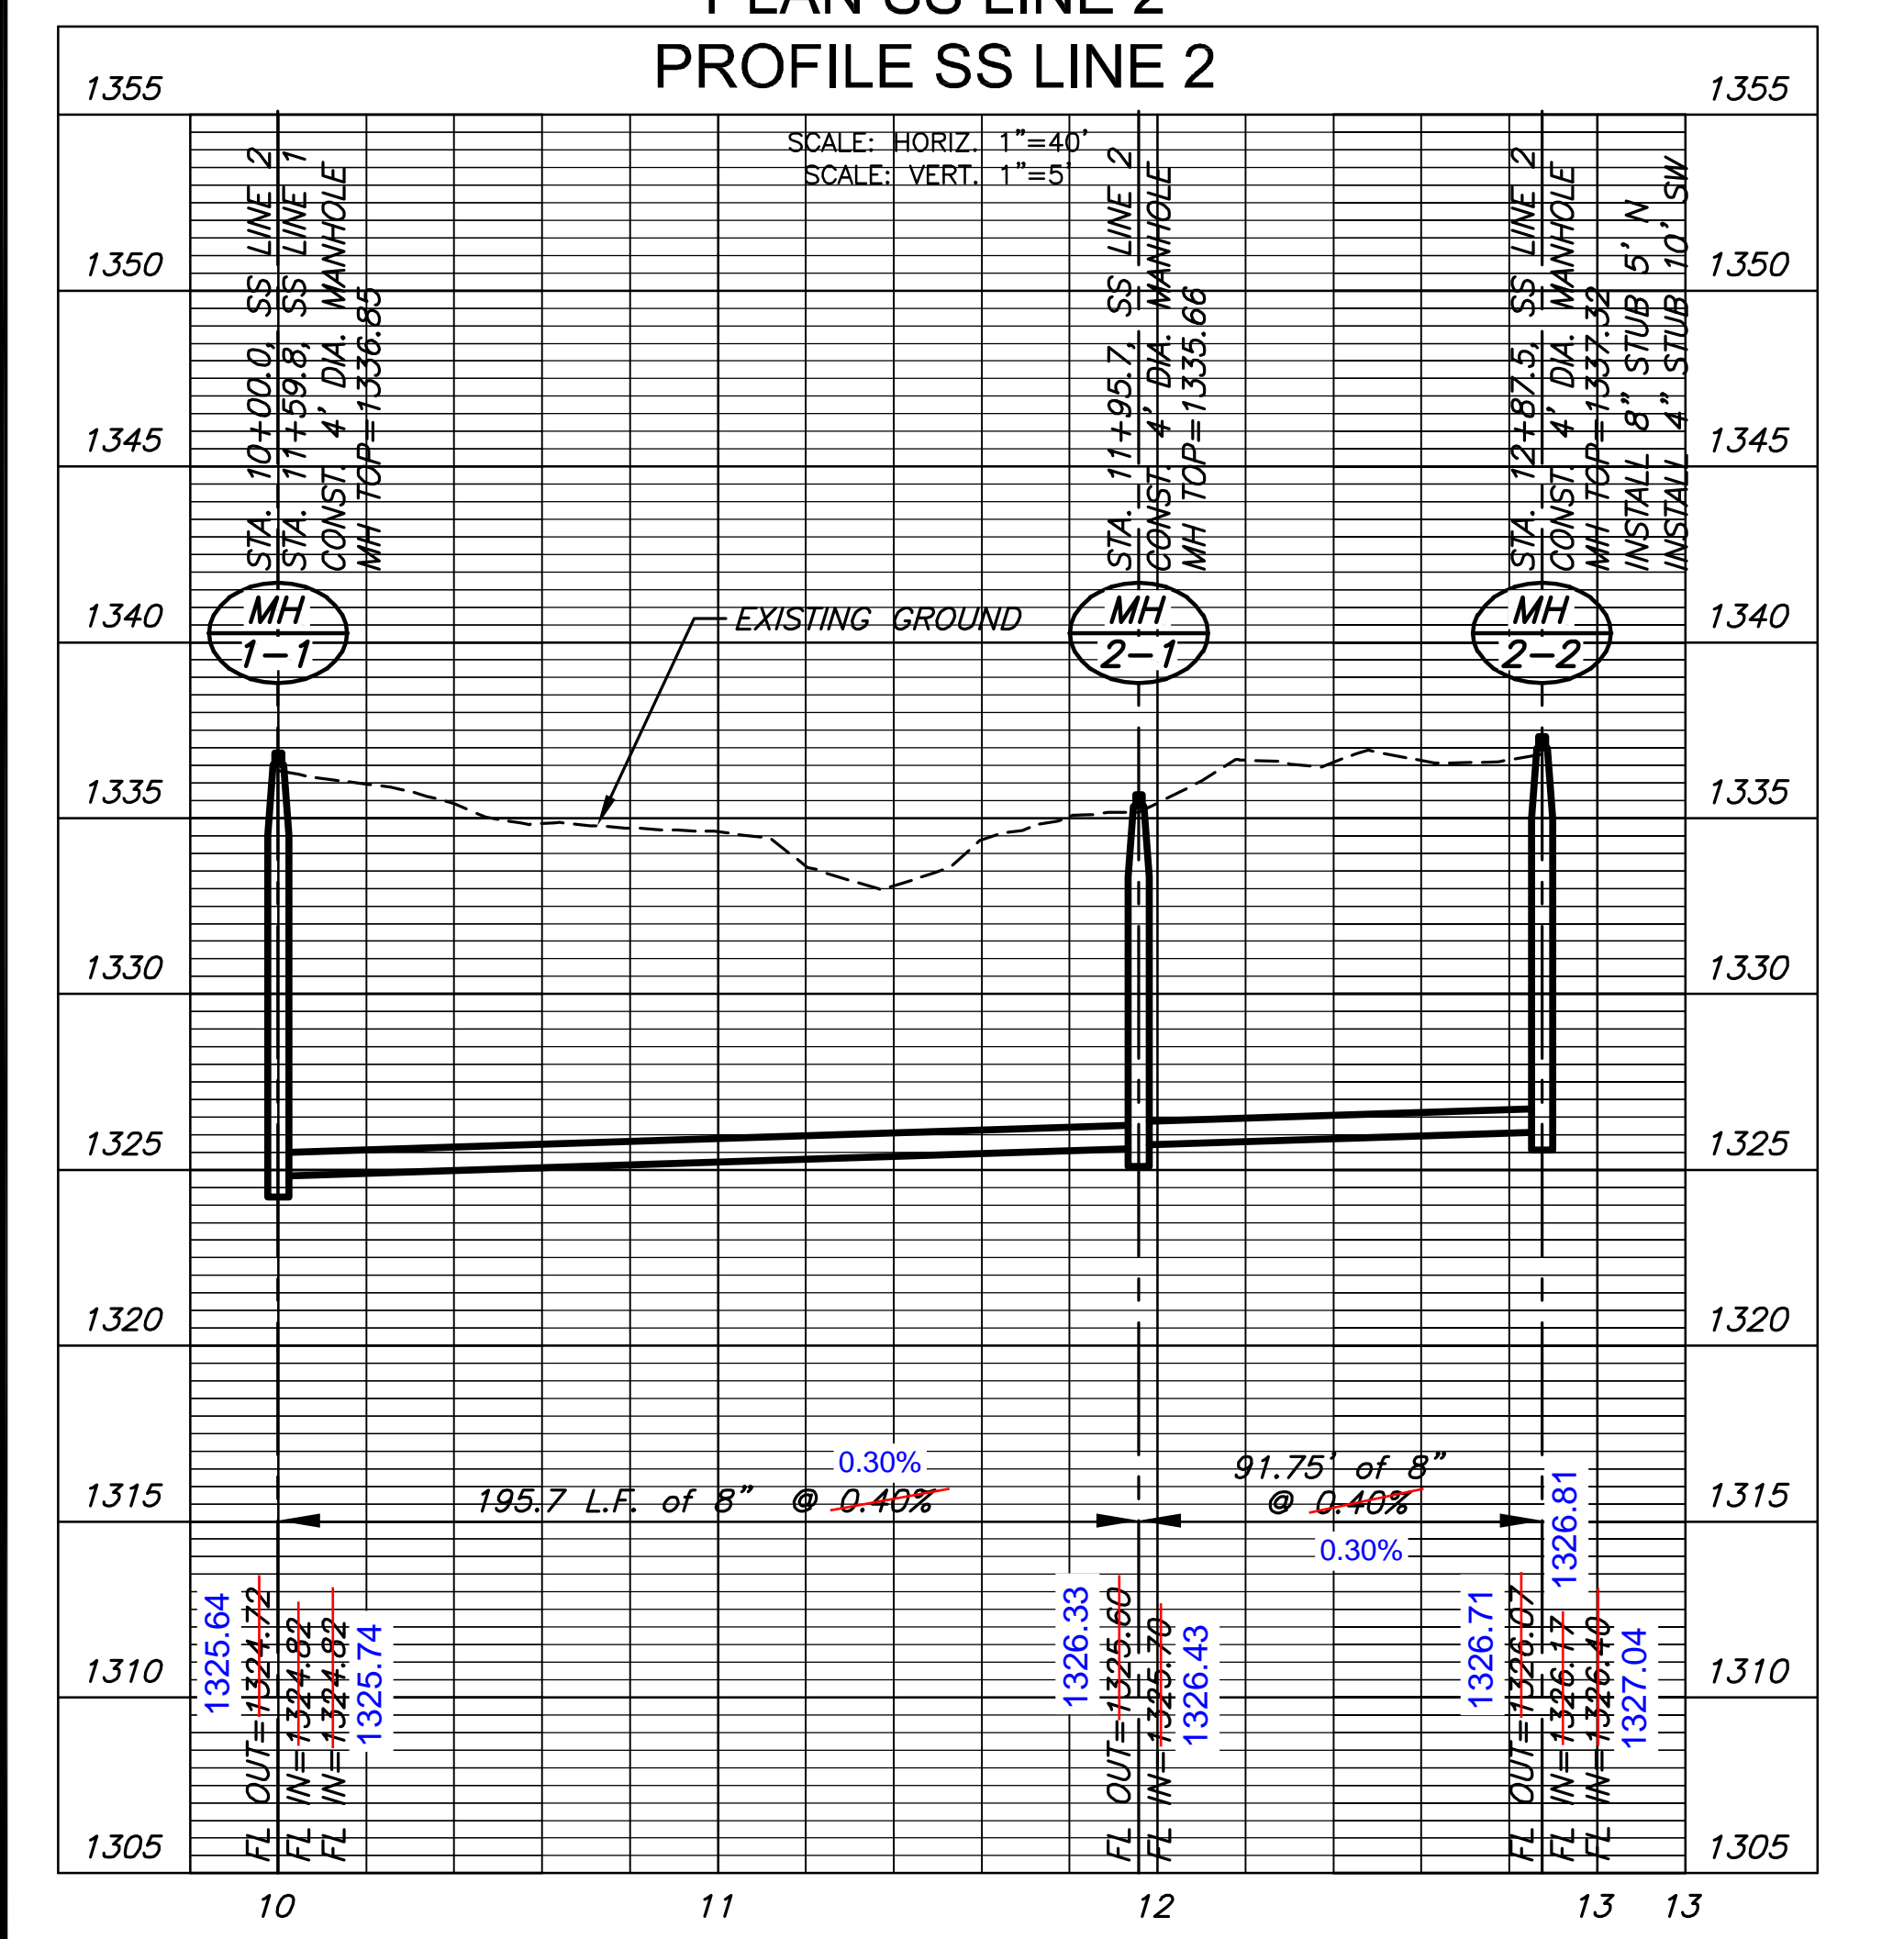 PLAN SS LINE 2
PROFILE SS LINE 2
SCALE: HORIZ. 1"=40'
SCALE: VERT. 1"=5'
1355
1355
1350
1350
1345
1345
1340
1340
1335
1335
1330
1330
1325
1325
1320
1320
1315
1315
1310
1310
1305
1305
STA. 10+00.0, SS LINE 2
STA. 11+59.8, SS LINE 1
CONST. 4' DIA. MANHOLE
MH TOP=1336.85
STA. 11+95.7, SS LINE 2
CONST. 4' DIA. MANHOLE
MH TOP=1335.66
STA. 12+87.5, SS LINE 2
CONST. 4' DIA. MANHOLE
MH TOP=1337.32
INSTALL 8" STUB 5' N
INSTALL 4" STUB 10' SW
MH
1-1
MH
2-1
MH
2-2
EXISTING GROUND
0.30%
195.7 L.F. of 8" @ 0.40%
91.75' of 8"
@ 0.40%
0.30%
1325.64
FL OUT=1324.72
FL IN=1324.82
FL IN=1324.82
1325.74
1326.33
FL OUT=1325.60
FL IN=1325.70
1326.43
1326.71
FL OUT=1326.07
1326.81
FL IN=1326.17
FL IN=1326.40
1327.04
10
11
12
13
13